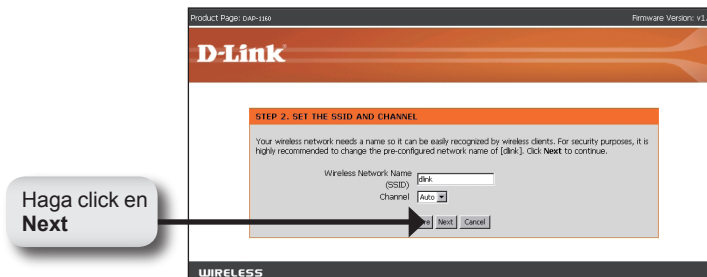 Product Page: DAP-1160 Firmware Version: v1.
D-Link
STEP 2. SET THE SSID AND CHANNEL
Your wireless network needs a name so it can be easily recognized by wireless clients. For security purposes, it is
highly recommended to change the pre-configured network name of [dlink]. Click Next to continue.
Wireless Network Name
(SSID) dlink
Channel Auto
Next Cancel
Haga click en
Next
WIRELESS